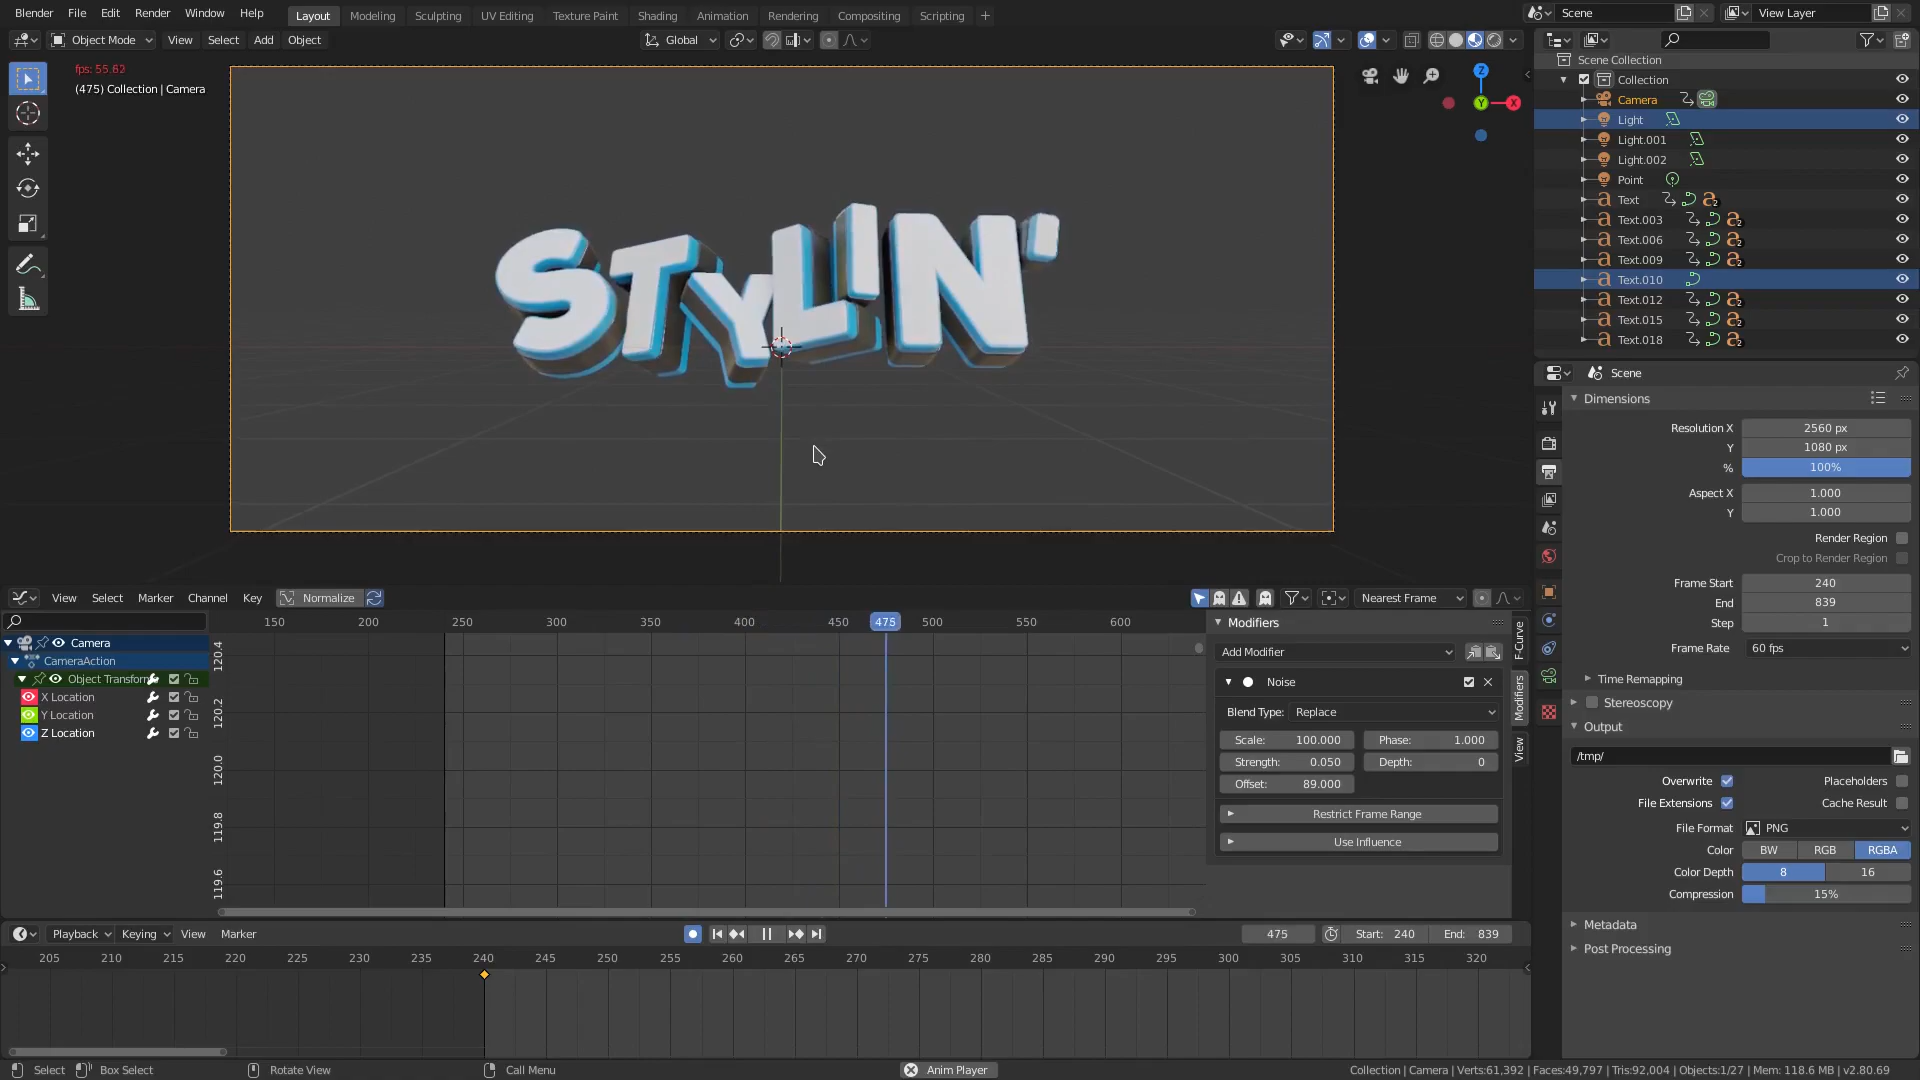 Blender File Edit Render Window Help Layout Modeling Sculpting UV Editing Texture Paint Shading Animation Rendering Compositing Scripting + Scene View Layer
Object Mode View Select Add Object Global
fps: 55.62
(475) Collection | Camera
Z
Y X
STYLIN'
Scene Collection
Collection
Camera
Light
Light.001
Light.002
Point
Text
Text.003
Text.006
Text.009
Text.010
Text.012
Text.015
Text.018
Scene
Dimensions
Resolution X 2560 px
Y 1080 px
% 100%
Aspect X 1.000
Y 1.000
Render Region
Crop to Render Region
Frame Start 240
End 839
Step 1
Frame Rate 60 fps
Time Remapping
Stereoscopy
Output
/tmp/
Overwrite Placeholders
File Extensions Cache Result
File Format PNG
Color BW RGB RGBA
Color Depth 8 16
Compression 15%
Metadata
Post Processing
View Select Marker Channel Key Normalize Nearest Frame
150 200 250 300 350 400 450 475 500 550 600
Camera
CameraAction
Object Transform
X Location
Y Location
Z Location
120.4
120.2
120.0
119.8
119.6
Modifiers
Add Modifier
Noise
Blend Type: Replace
Scale: 100.000 Phase: 1.000
Strength: 0.050 Depth: 0
Offset: 89.000
Restrict Frame Range
Use Influence
F-Curve
Modifiers
View
Playback Keying View Marker 475 Start: 240 End: 839
205 210 215 220 225 230 235 240 245 250 255 260 265 270 275 280 285 290 295 300 305 310 315 320
Select Box Select Rotate View Call Menu Anim Player Collection | Camera | Verts:61,392 | Faces:49,797 | Tris:92,004 | Objects:1/27 | Mem: 118.6 MB | v2.80.69